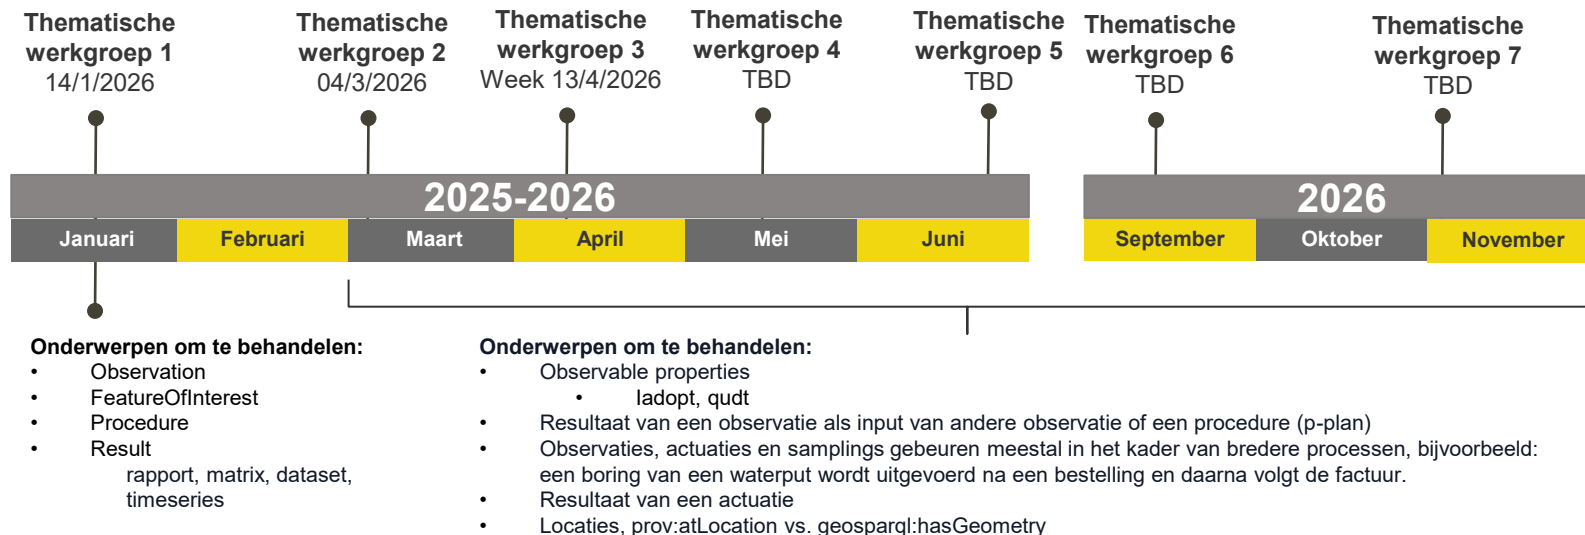 Thematische
werkgroep 1
14/1/2026
Thematische
werkgroep 2
04/3/2026
Thematische
werkgroep 3
Week 13/4/2026
Thematische
werkgroep 4
TBD
Thematische
werkgroep 5
TBD
Thematische
werkgroep 6
TBD
Thematische
werkgroep 7
TBD
2025-2026
2026
Januari
Februari
Maart
April
Mei
Juni
September
Oktober
November
Onderwerpen om te behandelen:
• Observation
• FeatureOfInterest
• Procedure
• Result
rapport, matrix, dataset,
timeseries
Onderwerpen om te behandelen:
• Observable properties
• Iadopt, qudt
• Resultaat van een observatie als input van andere observatie of een procedure (p-plan)
• Observaties, actuaties en samplings gebeuren meestal in het kader van bredere processen, bijvoorbeeld:
een boring van een waterput wordt uitgevoerd na een bestelling en daarna volgt de factuur.
• Resultaat van een actuatie
• Locaties, prov:atLocation vs. geosparql:hasGeometry